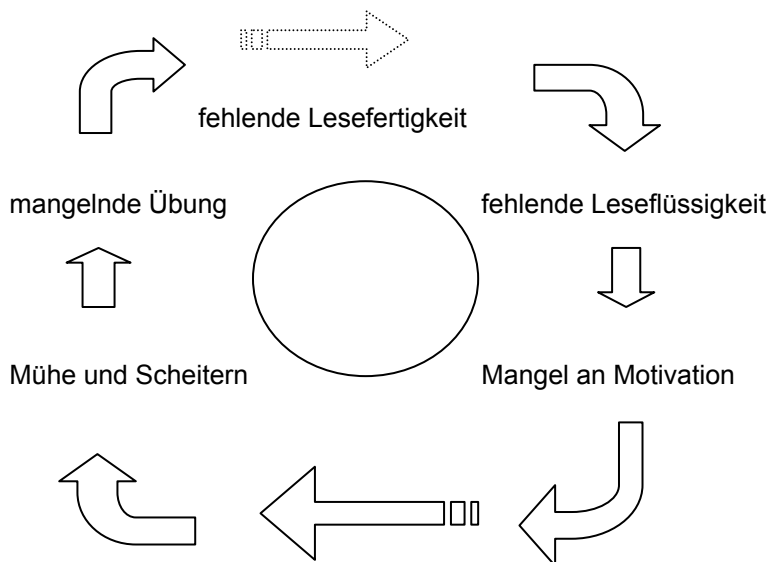 fehlende Lesefertigkeit
mangelnde Übung
fehlende Leseflüssigkeit
Mühe und Scheitern
Mangel an Motivation